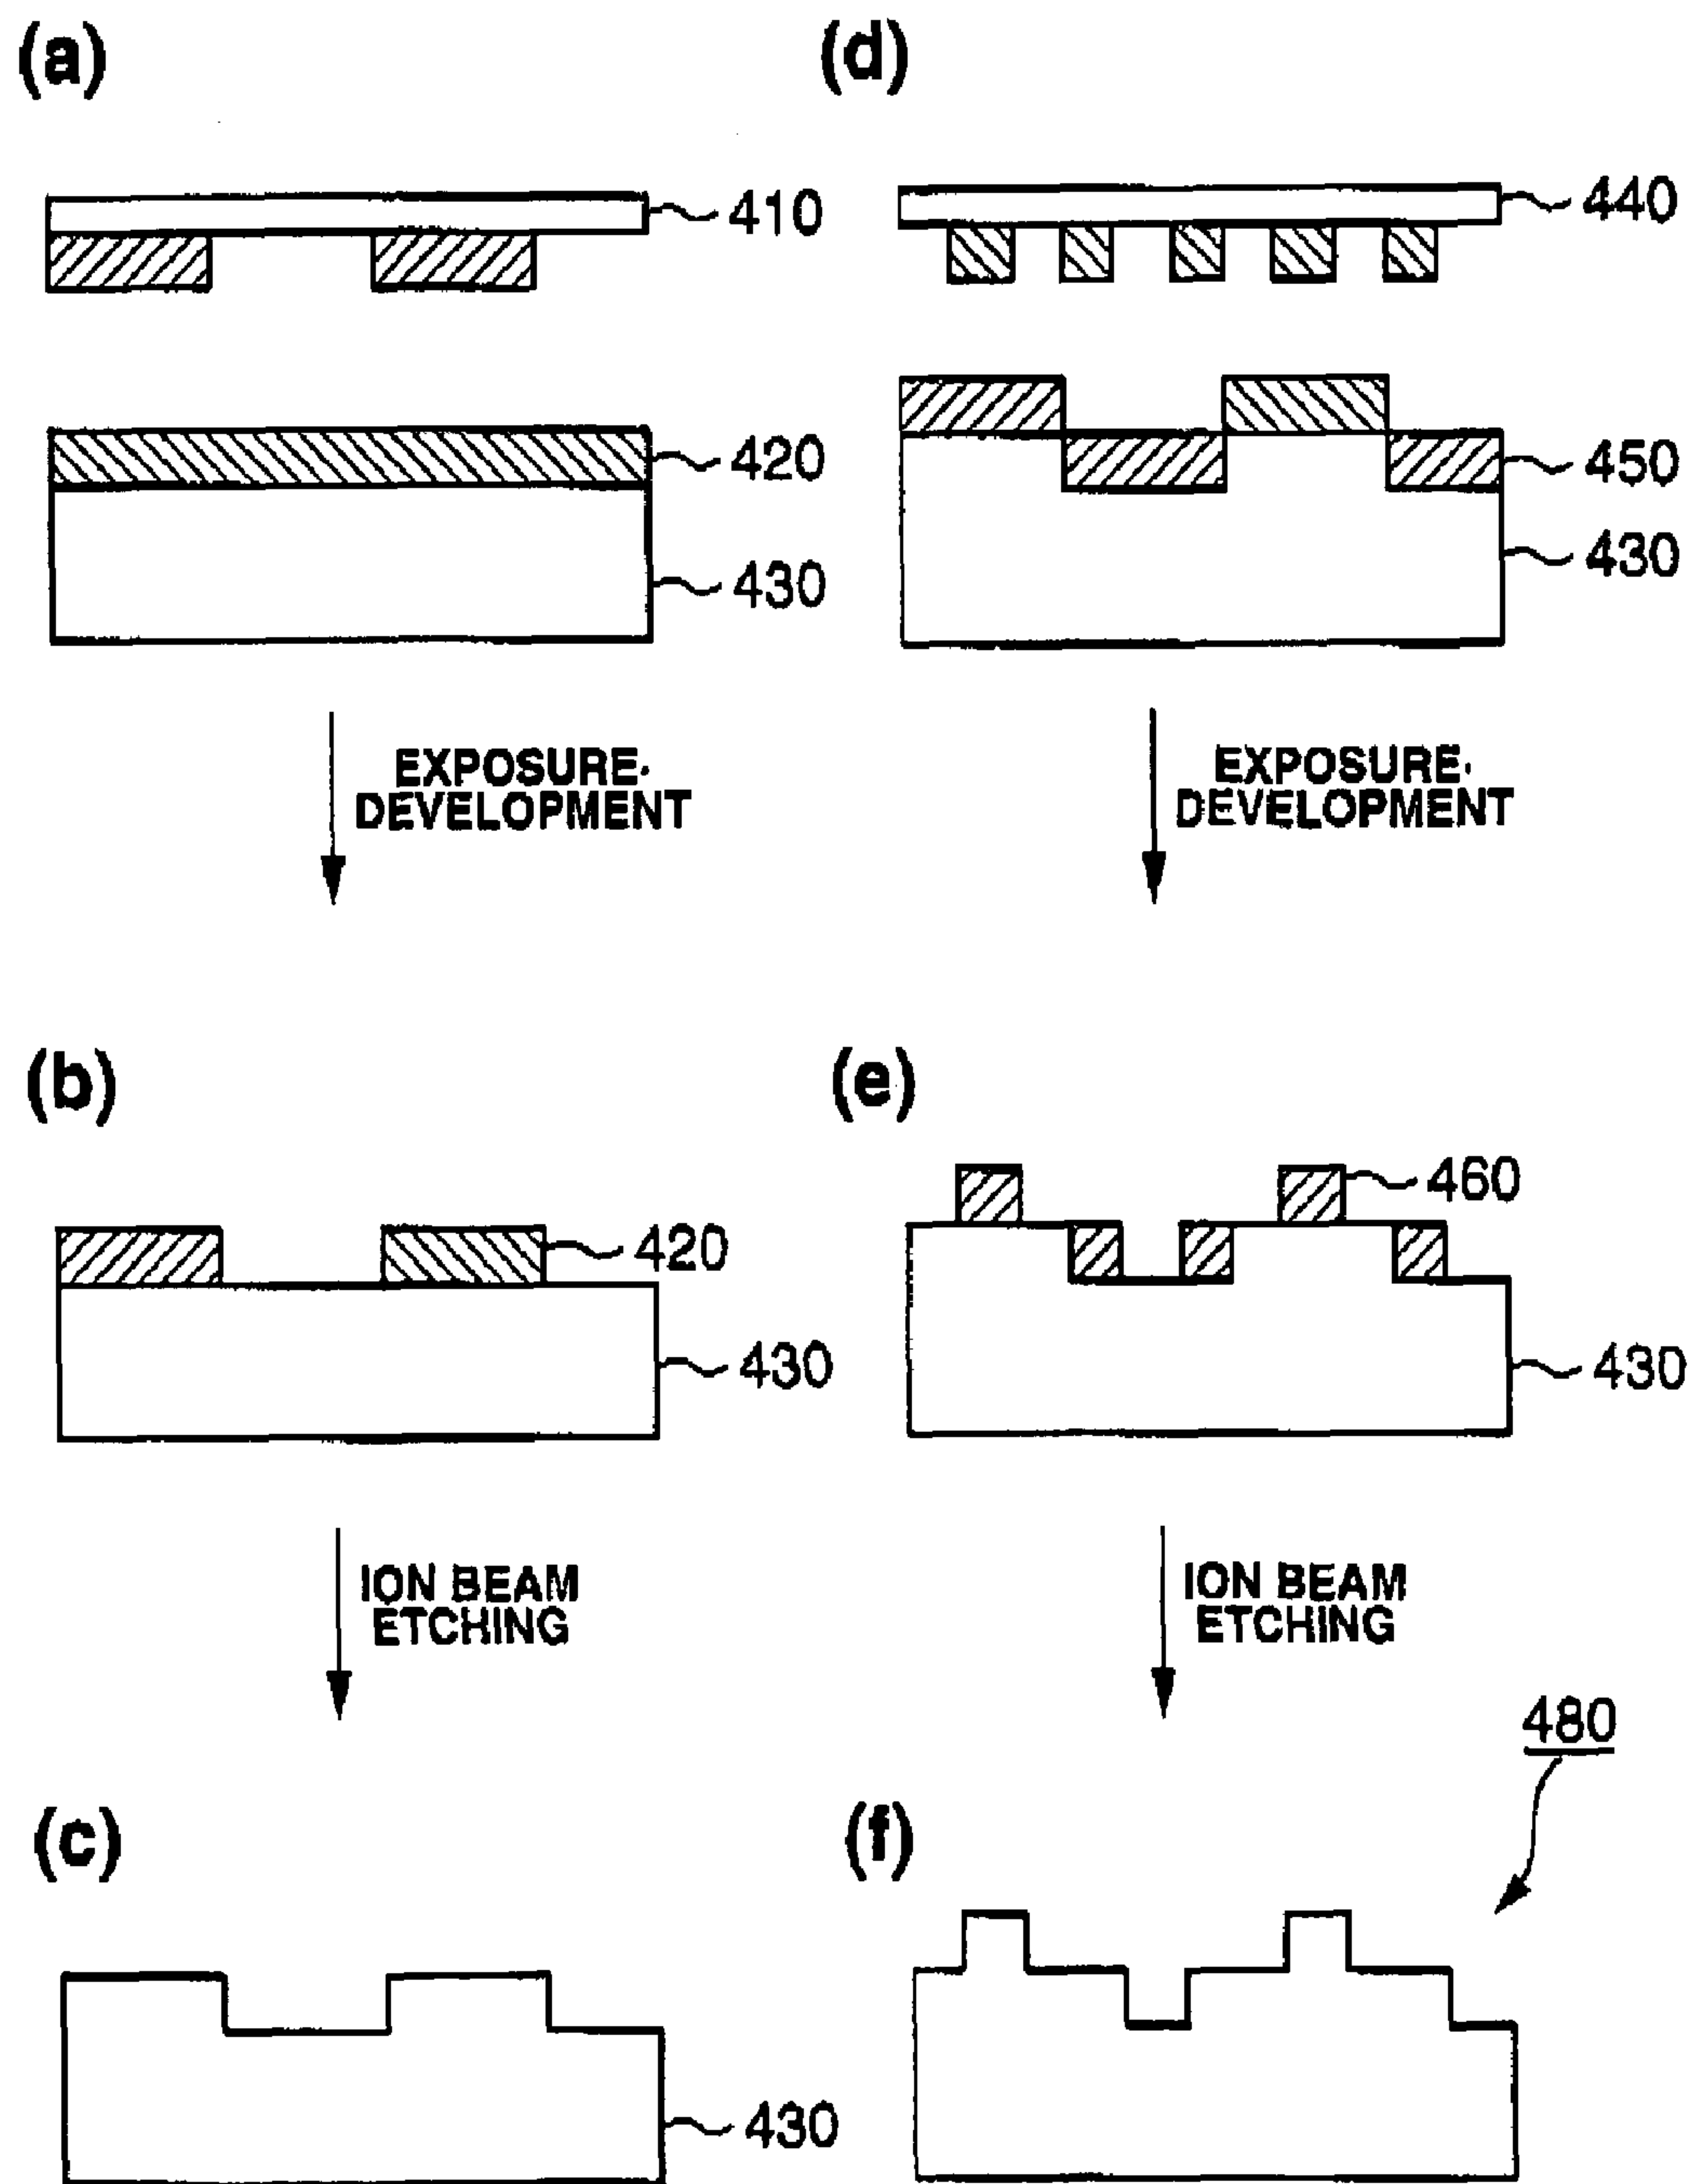 (a)
410
420
430
EXPOSURE·
DEVELOPMENT
(b)
420
430
ION BEAM
ETCHING
(c)
430
(d)
440
450
430
EXPOSURE·
DEVELOPMENT
(e)
460
430
ION BEAM
ETCHING
480
(f)